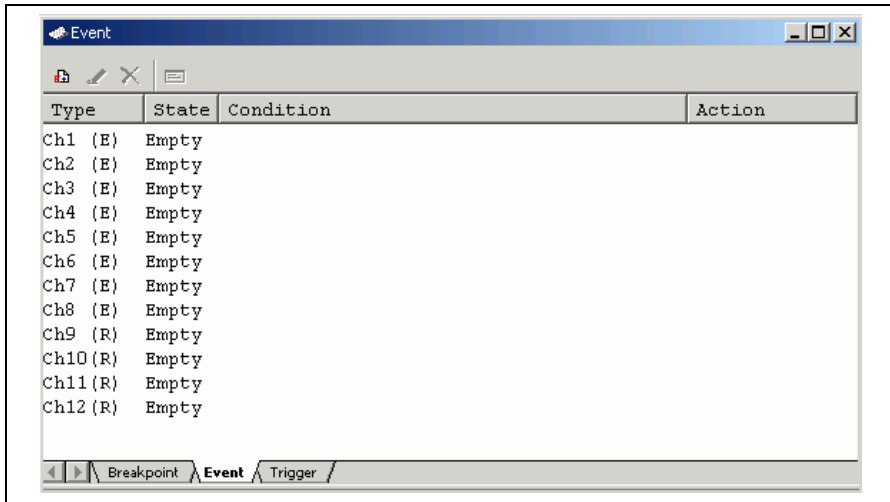 Event
Type State Condition Action
Ch1 (E) Empty
Ch2 (E) Empty
Ch3 (E) Empty
Ch4 (E) Empty
Ch5 (E) Empty
Ch6 (E) Empty
Ch7 (E) Empty
Ch8 (E) Empty
Ch9 (R) Empty
Ch10(R) Empty
Ch11(R) Empty
Ch12(R) Empty
Breakpoint Event Trigger